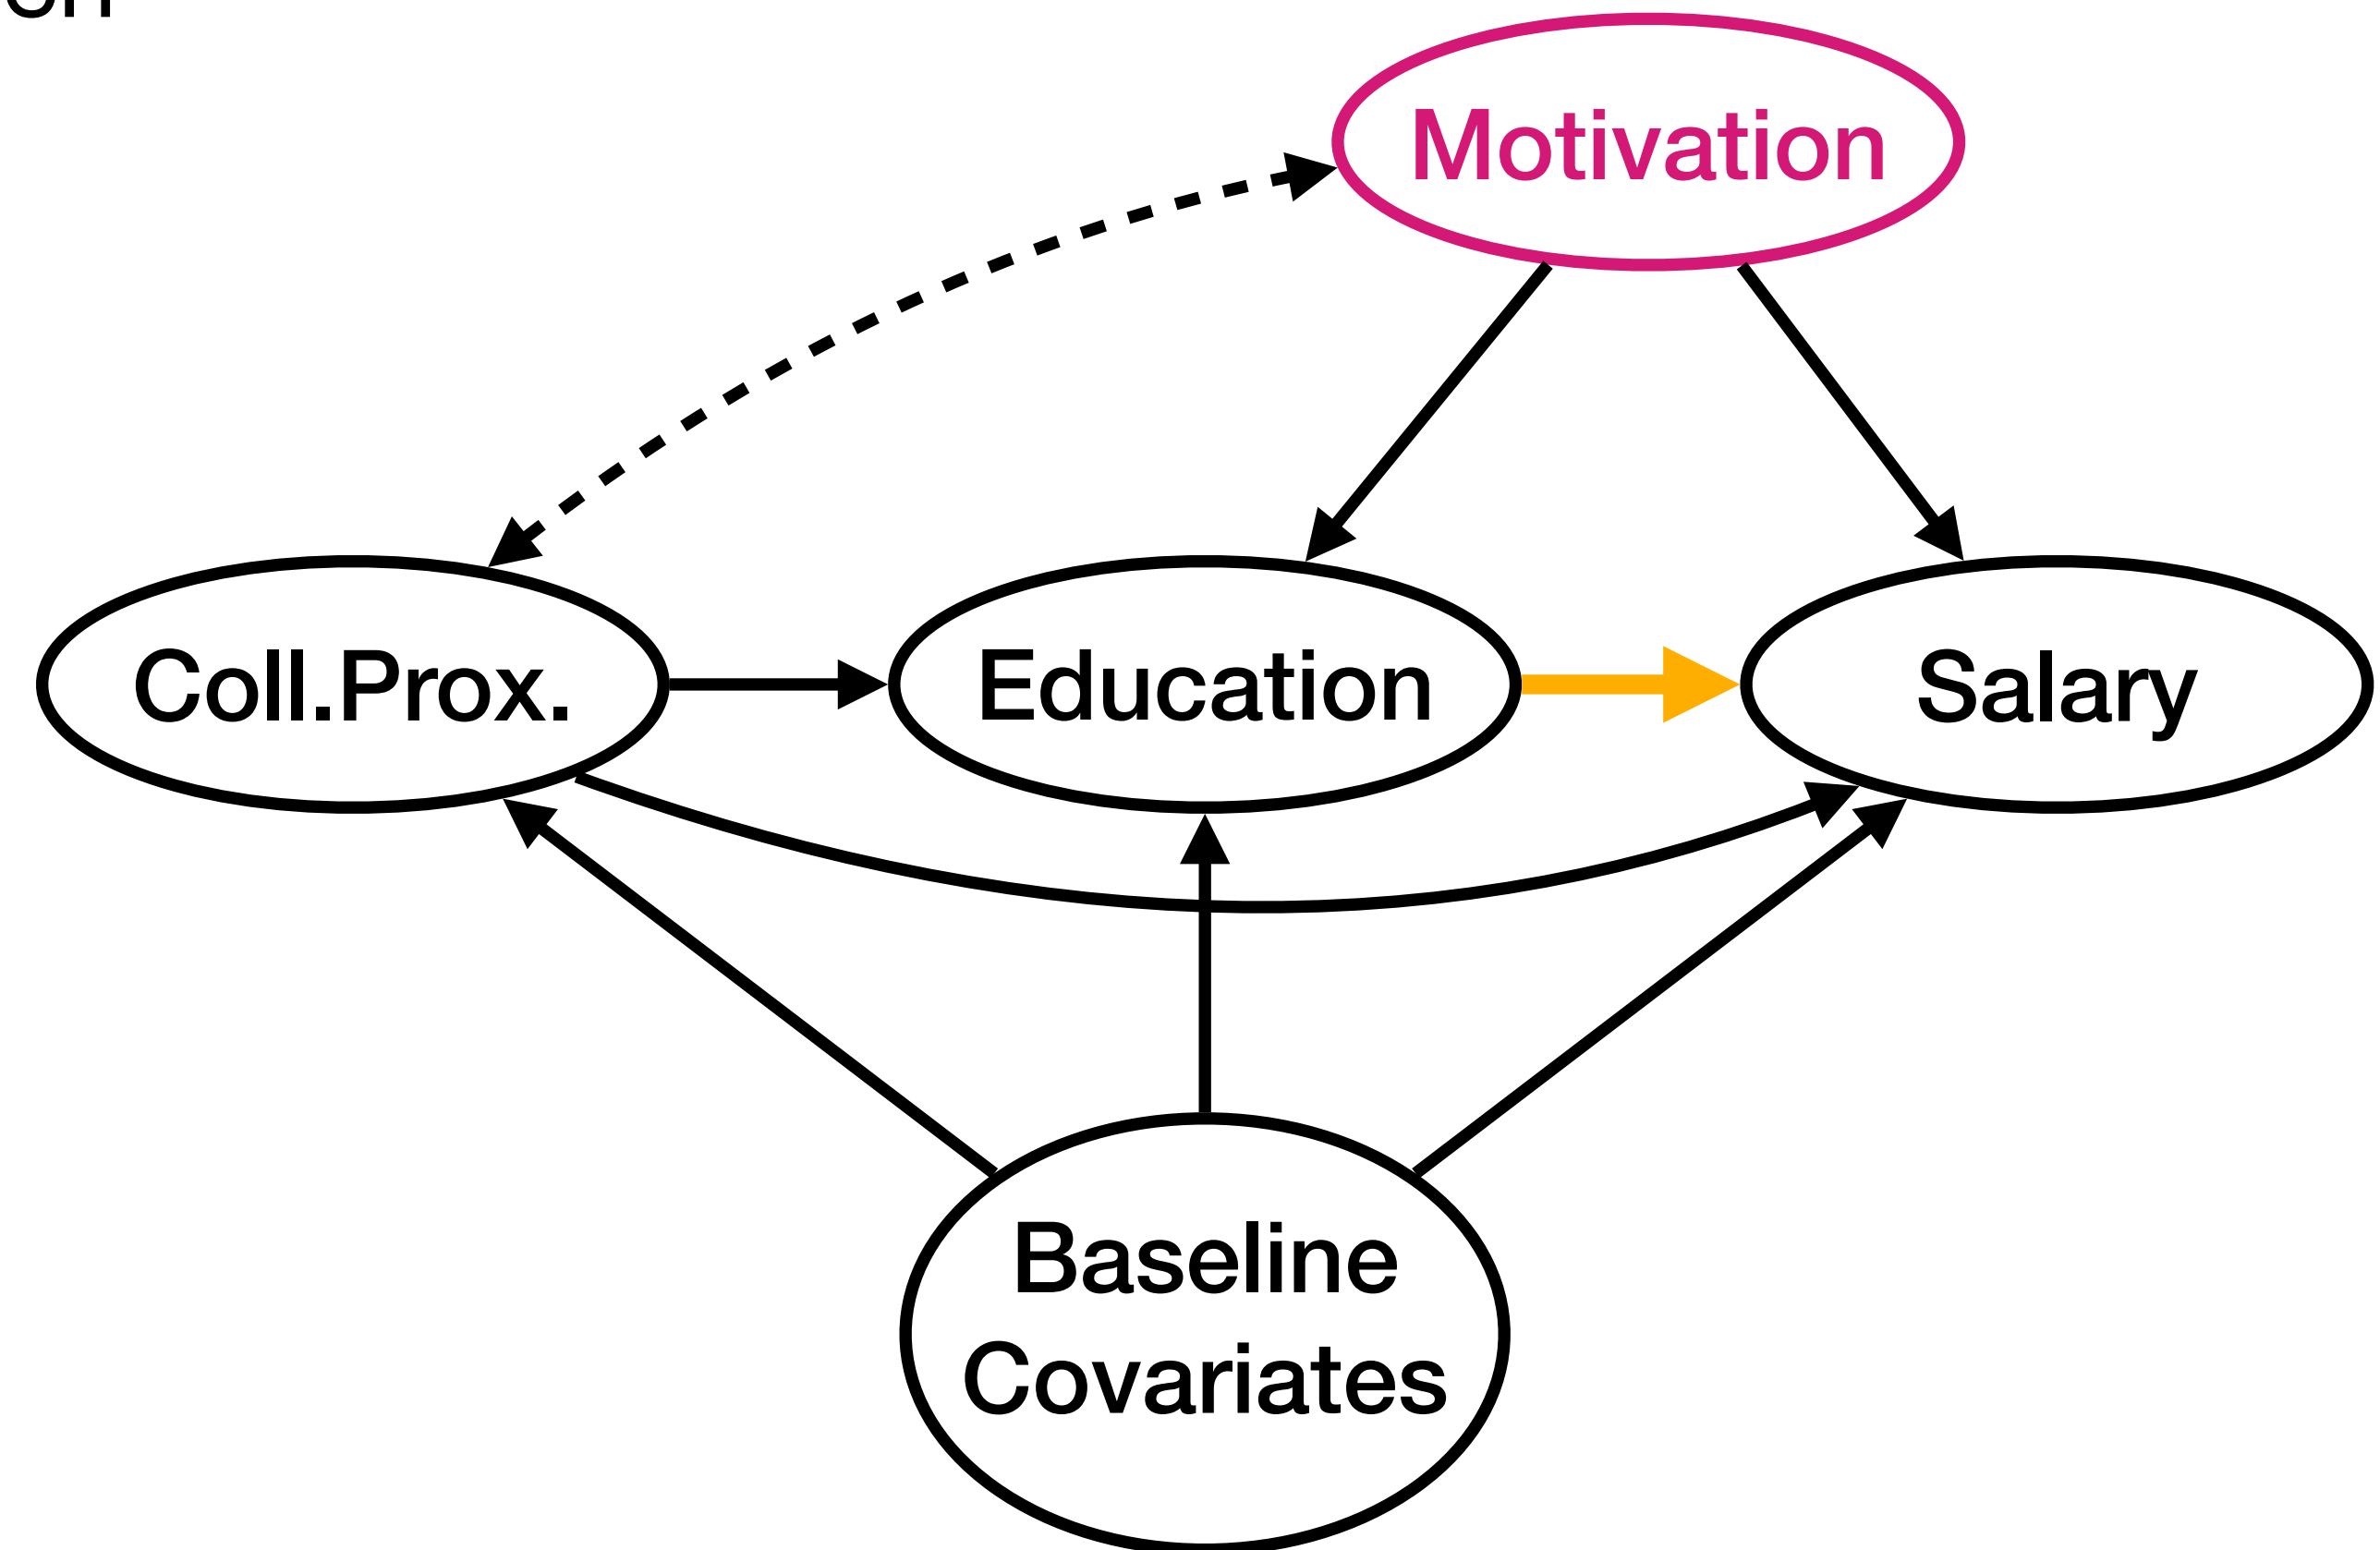 Motivation
Coll.Prox.
Education
Salary
Baseline
Covariates